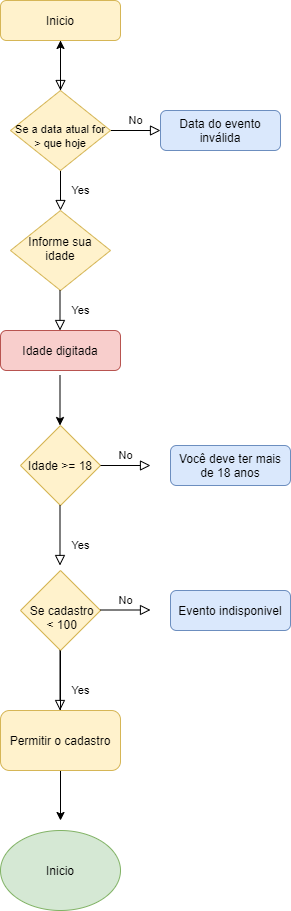 Inicio
Se a data atual for
> que hoje
No
Data do evento
inválida
Yes
Informe sua
idade
Yes
Idade digitada
Idade >= 18
No
Você deve ter mais
de 18 anos
Yes
Se cadastro
< 100
No
Evento indisponivel
Yes
Permitir o cadastro
Inicio